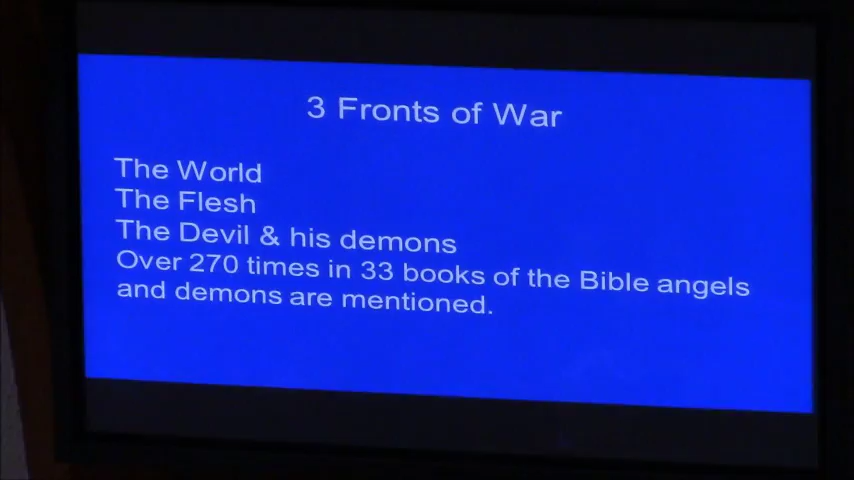 3 Fronts of War
The World
The Flesh
The Devil & his demons
Over 270 times in 33 books of the Bible angels
and demons are mentioned.